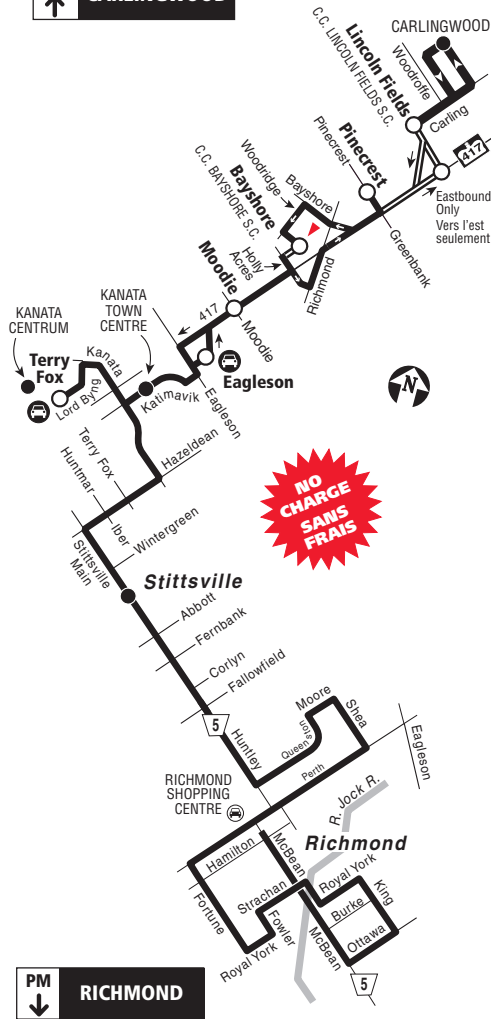 CARLINGWOOD
CARLINGWOOD
Woodroffe
Lincoln Fields
C.C. LINCOLN FIELDS S.C.
Carling
417
Pinecrest
Pinecrest
Eastbound
Only
Vers l'est
seulement
Woodridge
Bayshore
Bayshore
C.C. BAYSHORE S.C.
Greenbank
Holly
Acres
Richmond
Moodie
Moodie
417
KANATA
TOWN
CENTRE
KANATA
CENTRUM
Kanata
Terry
Fox
Lord Byng
Katimavik
Eagleson
Eagleson
N
Terry Fox
Hazeldean
Huntmar
Iber
Wintergreen
Stittsville
Main
NO
CHARGE
SANS
FRAIS
Stittsville
Abbott
Fernbank
Corlyn
Fallowfield
5
Huntley
Moore
Queen's
ton
Shea
Eagleson
Perth
RICHMOND
SHOPPING
CENTRE
R. Jock R.
Richmond
Hamilton
McBean
Royal York
King
Fortune
Strachan
Burke
Fowler
Royal York
McBean
Ottawa
5
PM
RICHMOND